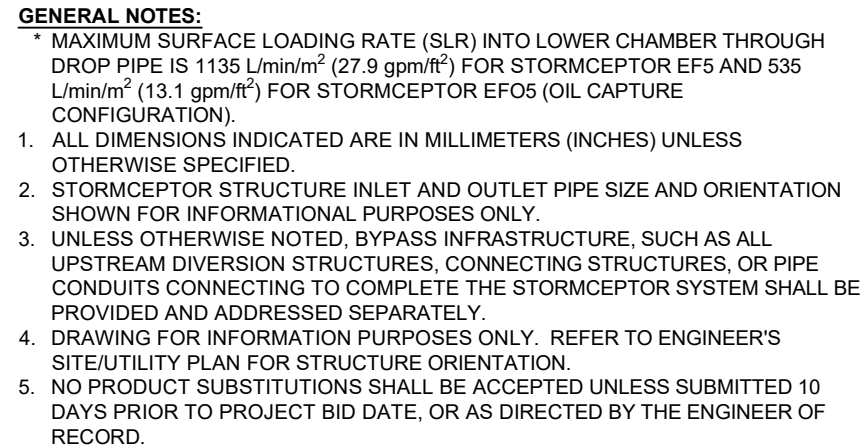 GENERAL NOTES:
* MAXIMUM SURFACE LOADING RATE (SLR) INTO LOWER CHAMBER THROUGH
DROP PIPE IS 1135 L/min/m² (27.9 gpm/ft²) FOR STORMCEPTOR EF5 AND 535
L/min/m² (13.1 gpm/ft²) FOR STORMCEPTOR EFO5 (OIL CAPTURE
CONFIGURATION).
1. ALL DIMENSIONS INDICATED ARE IN MILLIMETERS (INCHES) UNLESS
OTHERWISE SPECIFIED.
2. STORMCEPTOR STRUCTURE INLET AND OUTLET PIPE SIZE AND ORIENTATION
SHOWN FOR INFORMATIONAL PURPOSES ONLY.
3. UNLESS OTHERWISE NOTED, BYPASS INFRASTRUCTURE, SUCH AS ALL
UPSTREAM DIVERSION STRUCTURES, CONNECTING STRUCTURES, OR PIPE
CONDUITS CONNECTING TO COMPLETE THE STORMCEPTOR SYSTEM SHALL BE
PROVIDED AND ADDRESSED SEPARATELY.
4. DRAWING FOR INFORMATION PURPOSES ONLY. REFER TO ENGINEER'S
SITE/UTILITY PLAN FOR STRUCTURE ORIENTATION.
5. NO PRODUCT SUBSTITUTIONS SHALL BE ACCEPTED UNLESS SUBMITTED 10
DAYS PRIOR TO PROJECT BID DATE, OR AS DIRECTED BY THE ENGINEER OF
RECORD.